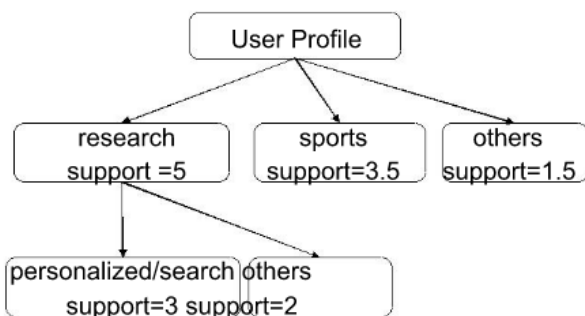 User Profile
research
support =5
sports
support=3.5
others
support=1.5
personalized/search others
support=3 support=2